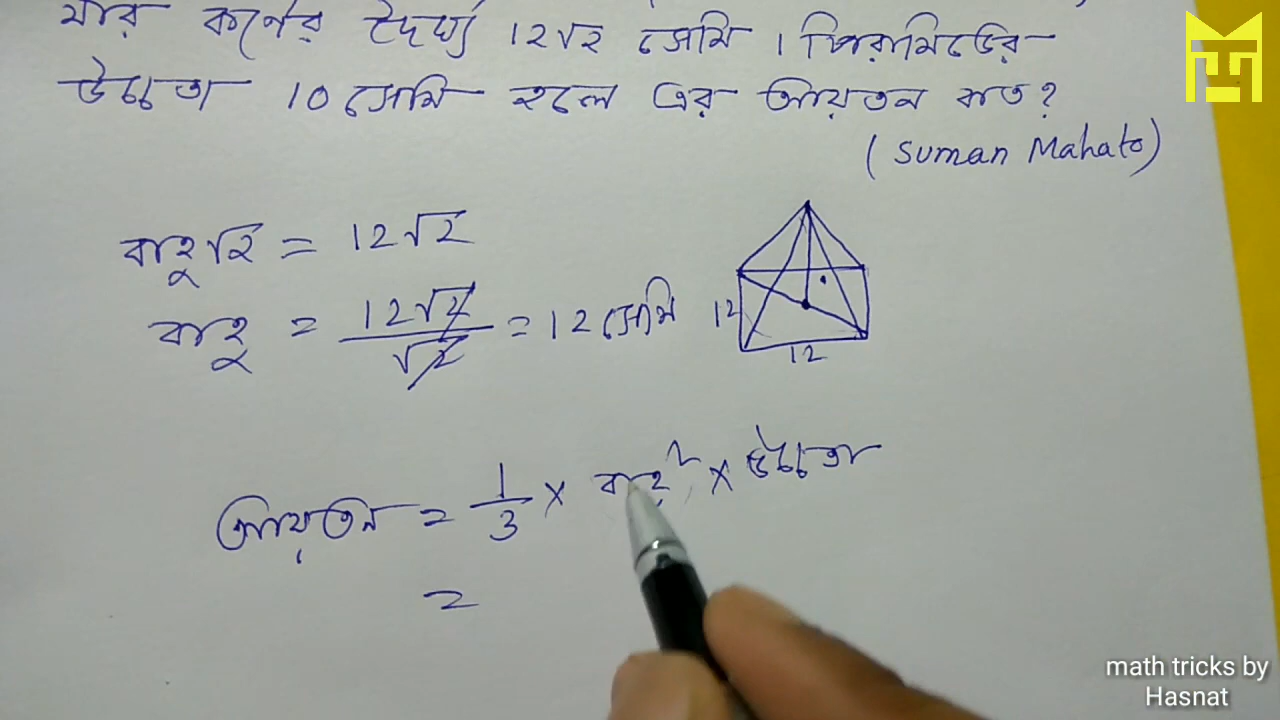 যার কর্ণের দৈর্ঘ্য 12√2 সেমি । পিরামিডের
উচ্চতা 10 সেমি হলে এর আয়তন কত?
(Suman Mahato)
বাহু√2 = 12√2
বাহু = 12√2/√2 = 12 সেমি
12
12
আয়তন = 1/3 × বাহু² × উচ্চতা
=
math tricks by
Hasnat